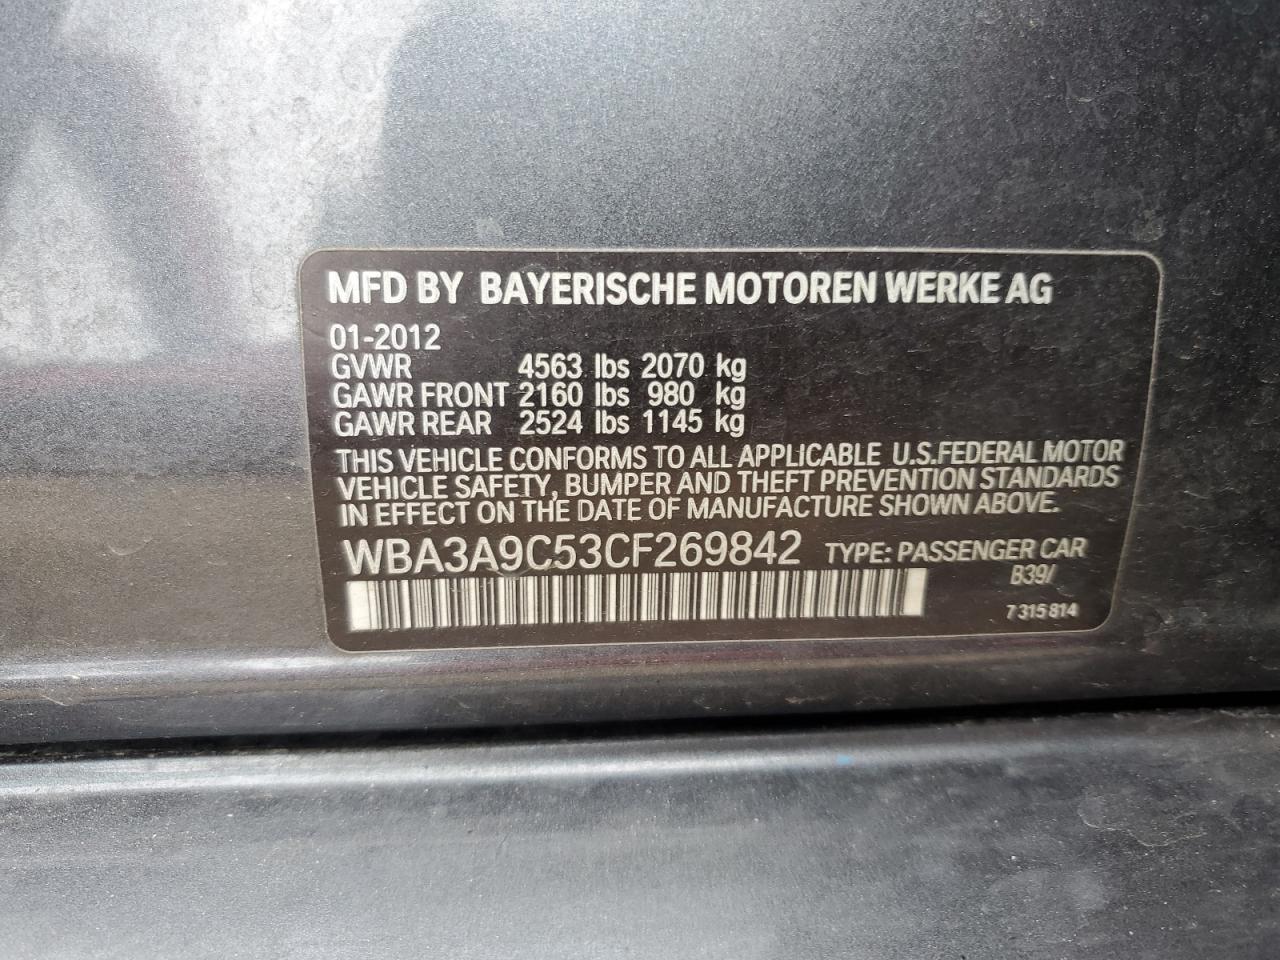 MFD BY BAYERISCHE MOTOREN WERKE AG
01-2012
GVWR 4563 lbs 2070 kg
GAWR FRONT 2160 lbs 980 kg
GAWR REAR 2524 lbs 1145 kg
THIS VEHICLE CONFORMS TO ALL APPLICABLE U.S.FEDERAL MOTOR
VEHICLE SAFETY, BUMPER AND THEFT PREVENTION STANDARDS
IN EFFECT ON THE DATE OF MANUFACTURE SHOWN ABOVE.
WBA3A9C53CF269842 TYPE: PASSENGER CAR
B39/
7 315 814